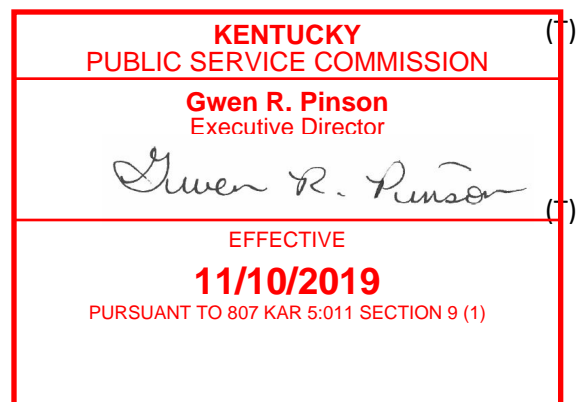 KENTUCKY (T)
PUBLIC SERVICE COMMISSION
Gwen R. Pinson
Executive Director
Gwen R. Pinson
(T)
EFFECTIVE
11/10/2019
PURSUANT TO 807 KAR 5:011 SECTION 9 (1)